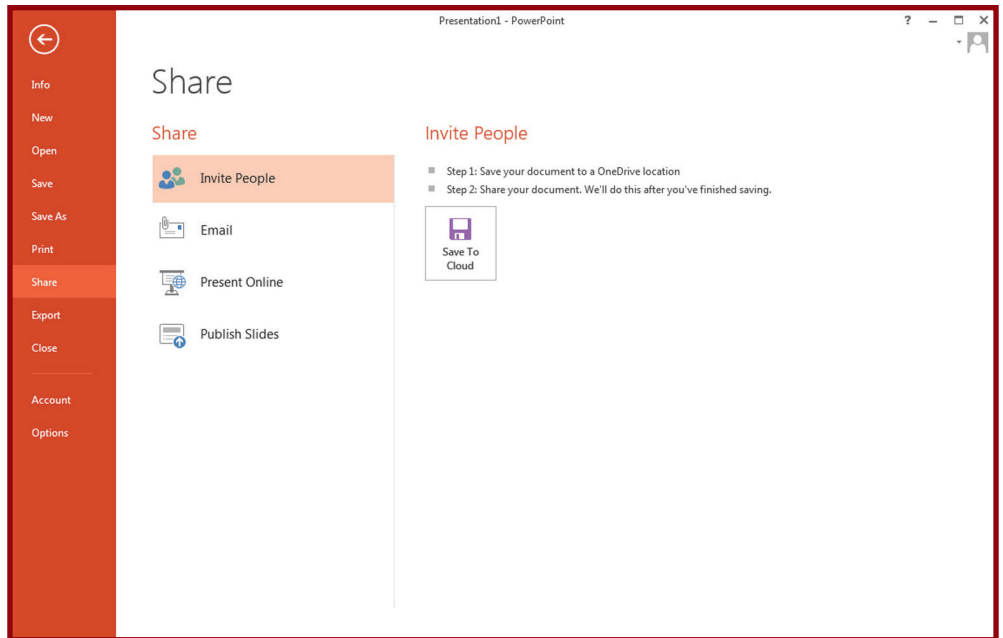 Presentation1 - PowerPoint
?
Info
New
Open
Save
Save As
Print
Share
Export
Close
Account
Options
Share
Share
Invite People
Email
Present Online
Publish Slides
Invite People
Step 1: Save your document to a OneDrive location
Step 2: Share your document. We'll do this after you've finished saving.
Save To
Cloud